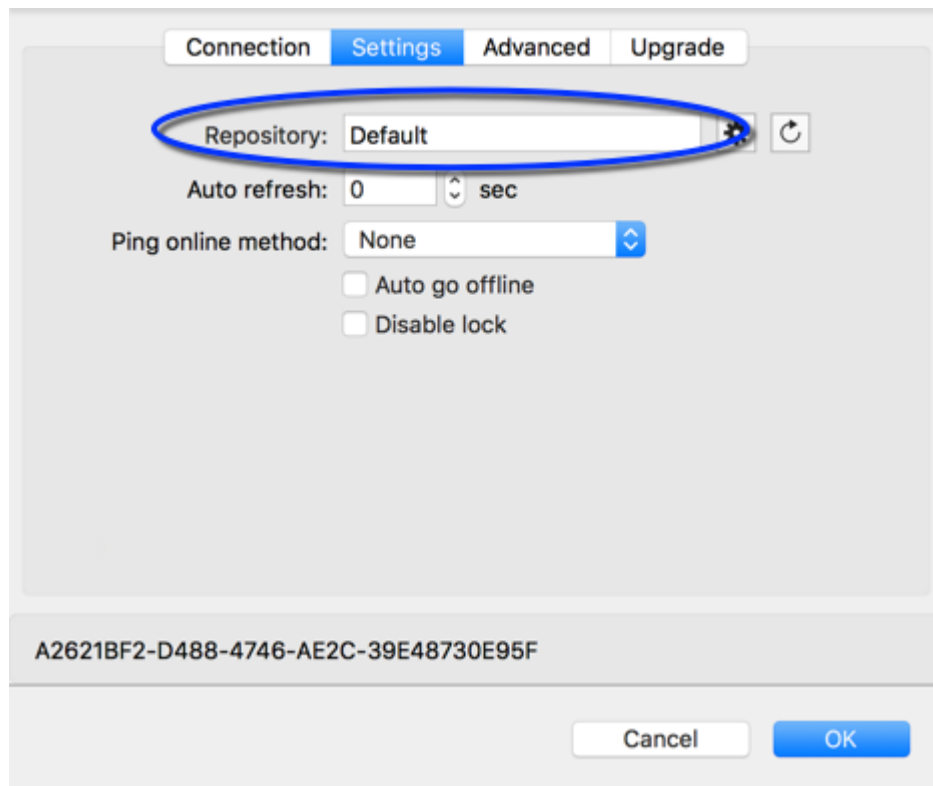 Connection Settings Advanced Upgrade
Repository: Default
Auto refresh: 0 sec
Ping online method: None
Auto go offline
Disable lock
A2621BF2-D488-4746-AE2C-39E48730E95F
Cancel OK